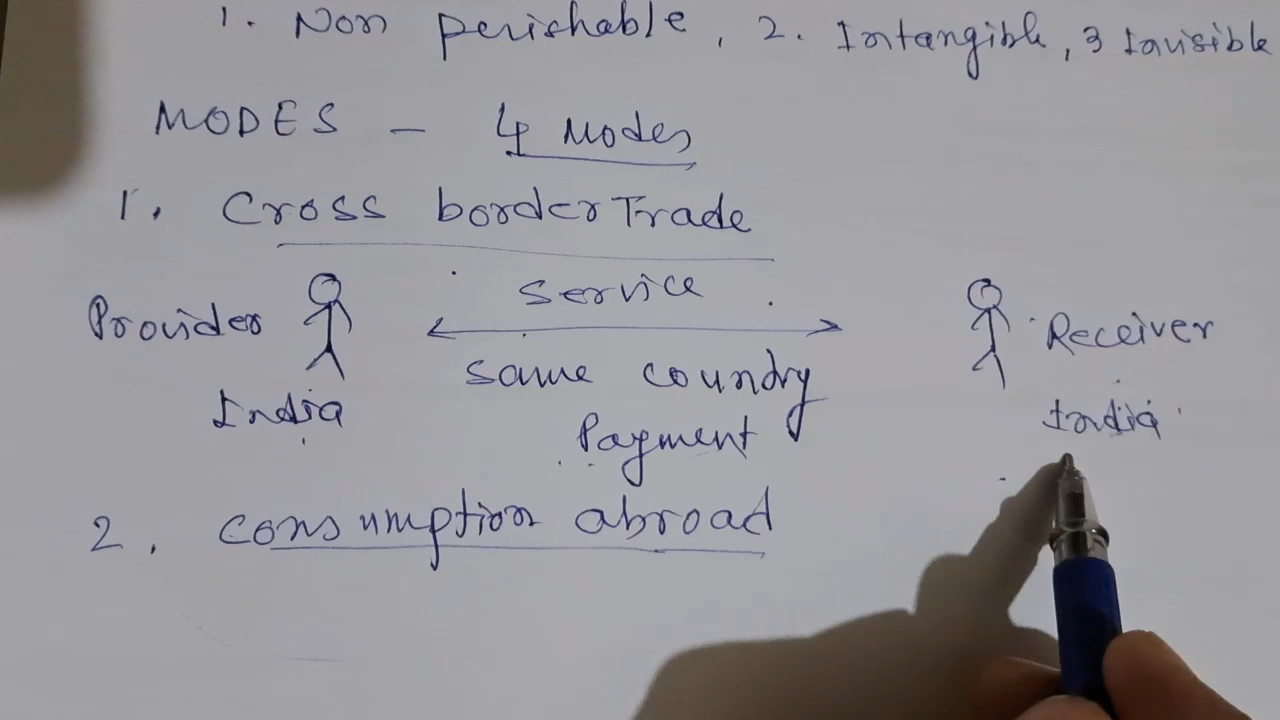 1. Non perishable, 2. Intangible, 3 Invisible
MODES - 4 Modes
1. Cross border Trade
Service
Provider
Receiver
same coundry
India
India
Payment
2. consumption abroad